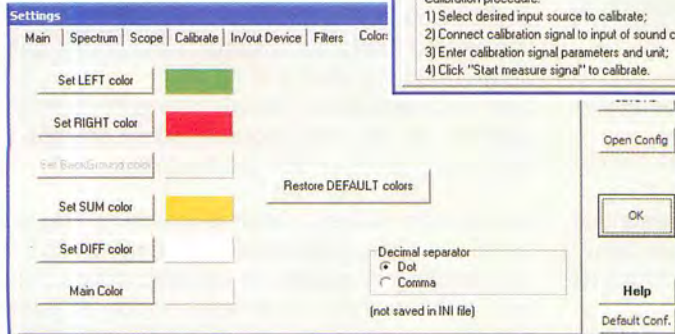 Settings
Main Spectrum Scope Calibrate In/out Device Filters Colors
Calibration procedure:
1) Select desired input source to calibrate;
2) Connect calibration signal to input of sound c
3) Enter calibration signal parameters and unit;
4) Click "Start measure signal" to calibrate.
Set LEFT color
Set RIGHT color
Set BackGround color
Set SUM color
Set DIFF color
Main Color
Restore DEFAULT colors
Decimal separator
Dot
Comma
(not saved in INI file)
Open Config
OK
Help
Default Conf.